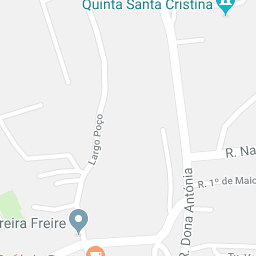 Quinta Santa Cristina
Largo Poço
R. Na
R. 1º de Maio
R. Dona Antónia
reira Freire